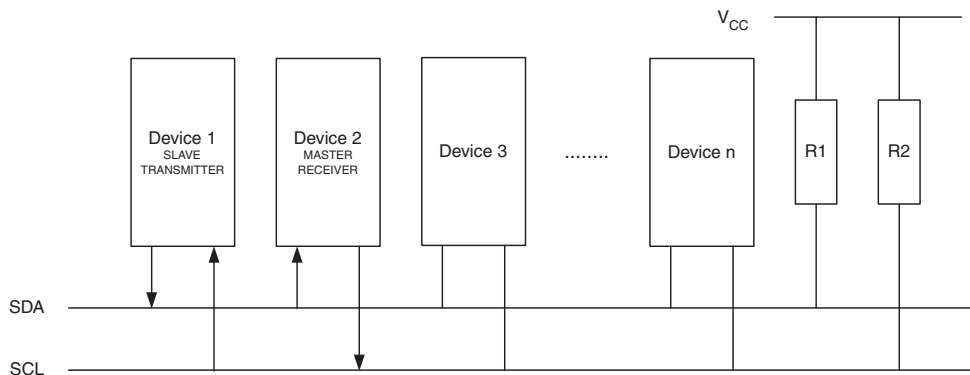 V_CC
Device 1
SLAVE
TRANSMITTER
Device 2
MASTER
RECEIVER
Device 3
........
Device n
R1
R2
SDA
SCL